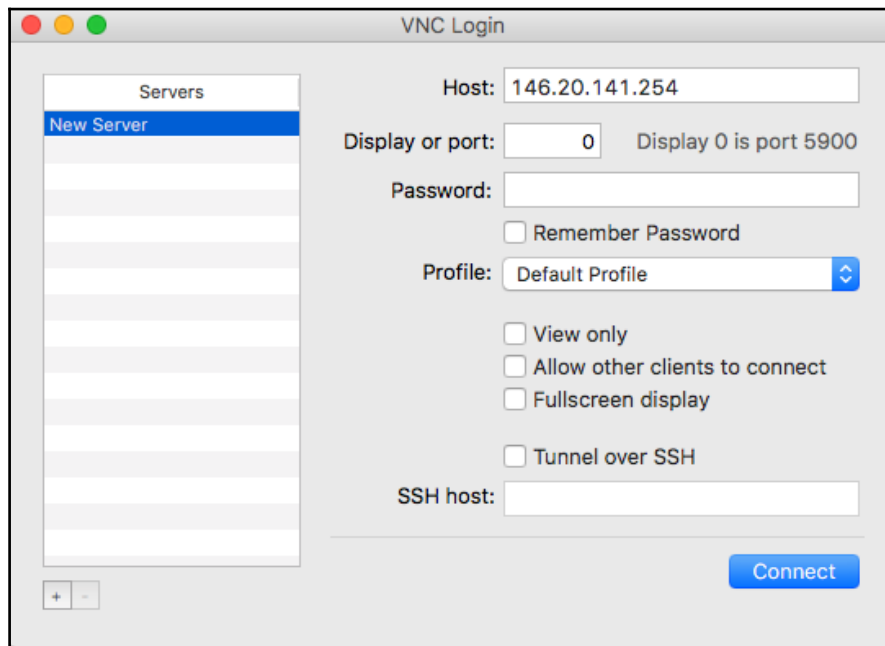 VNC Login
Servers
New Server
+ -
Host: 146.20.141.254
Display or port: 0 Display 0 is port 5900
Password:
Remember Password
Profile: Default Profile
View only
Allow other clients to connect
Fullscreen display
Tunnel over SSH
SSH host:
Connect